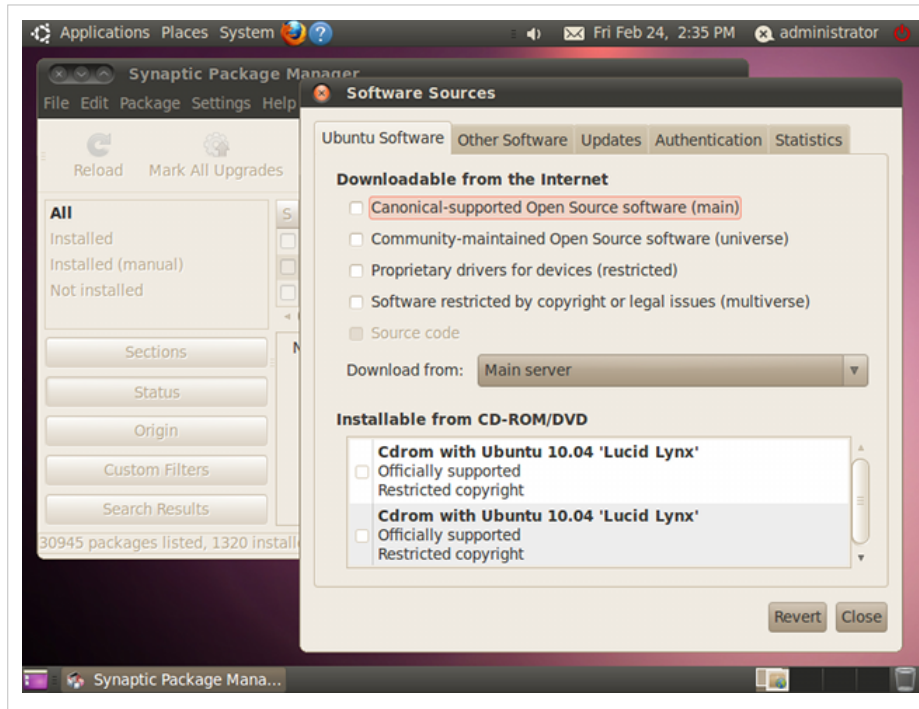 Applications Places System
Fri Feb 24, 2:35 PM
administrator
Synaptic Package Manager
File Edit Package Settings Help
Reload
Mark All Upgrades
All
Installed
Installed (manual)
Not installed
S
Sections
Status
Origin
Custom Filters
Search Results
30945 packages listed, 1320
Software Sources
Ubuntu Software
Other Software
Updates
Authentication
Statistics
Downloadable from the Internet
Canonical-supported Open Source software (main)
Community-maintained Open Source software (universe)
Proprietary drivers for devices (restricted)
Software restricted by copyright or legal issues (multiverse)
Source code
Download from: Main server
Installable from CD-ROM/DVD
Cdrom with Ubuntu 10.04 'Lucid Lynx'
Officially supported
Restricted copyright
Cdrom with Ubuntu 10.04 'Lucid Lynx'
Officially supported
Restricted copyright
Revert
Close
Synaptic Package Mana...